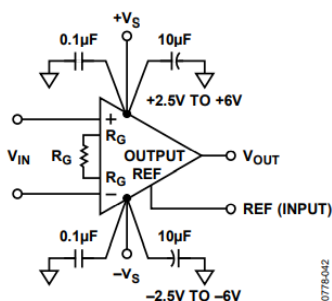 +VS
0.1µF
10µF
+2.5V TO +6V
+
RG
VIN
RG
OUTPUT
VOUT
RG
REF
–
REF (INPUT)
0.1µF
10µF
–VS
–2.5V TO –6V
0778-042